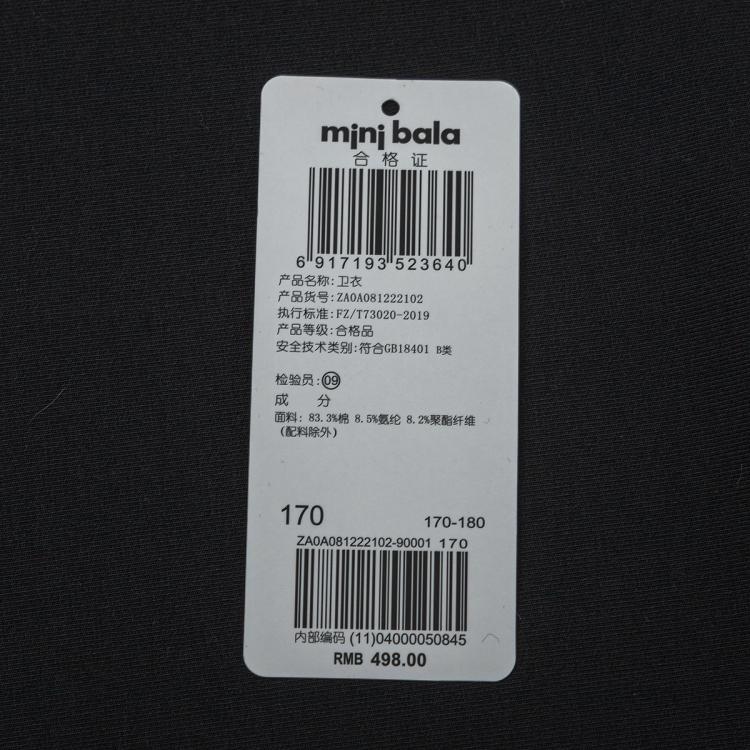 mini bala
合格证
6 917193 523640
产品名称:卫衣
产品货号:ZA0A081222102
执行标准:FZ/T73020-2019
产品等级:合格品
安全技术类别:符合GB18401 B类
检验员:09
成 分
面料: 83.3%棉 8.5%氨纶 8.2%聚酯纤维
(配料除外)
170 170-180
ZA0A081222102-90001 170
内部编码 (11)04000050845
RMB 498.00